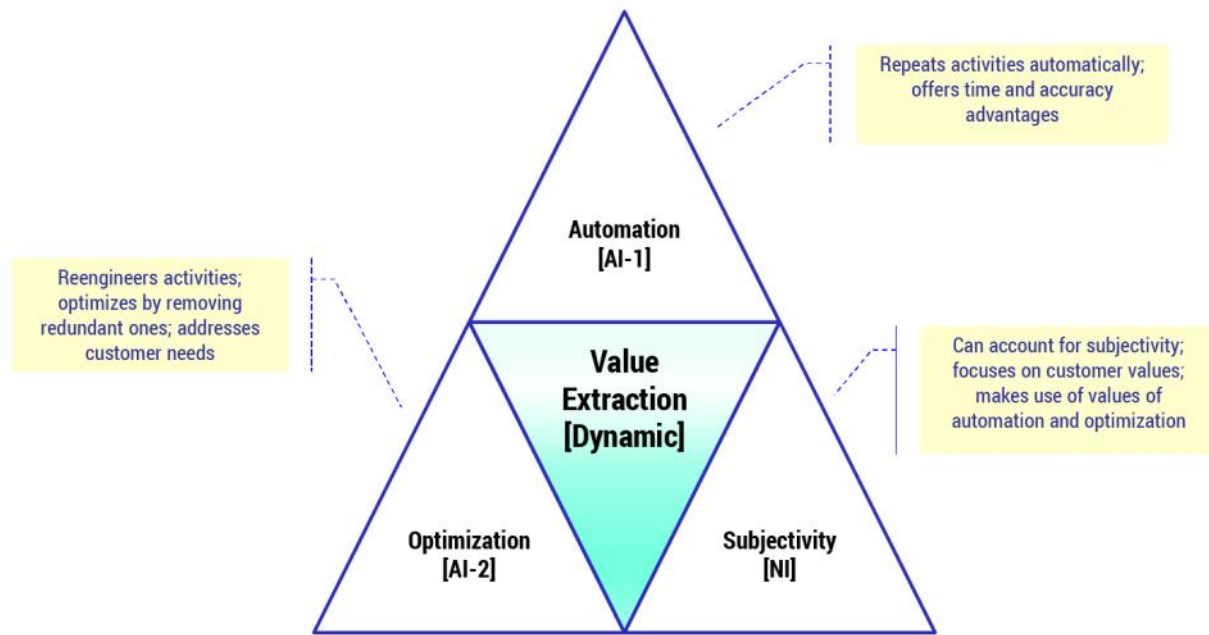 Repeats activities automatically;
offers time and accuracy
advantages
Automation
[AI-1]
Reengineers activities;
optimizes by removing
redundant ones; addresses
customer needs
Value
Extraction
[Dynamic]
Can account for subjectivity;
focuses on customer values;
makes use of values of
automation and optimization
Optimization
[AI-2]
Subjectivity
[NI]